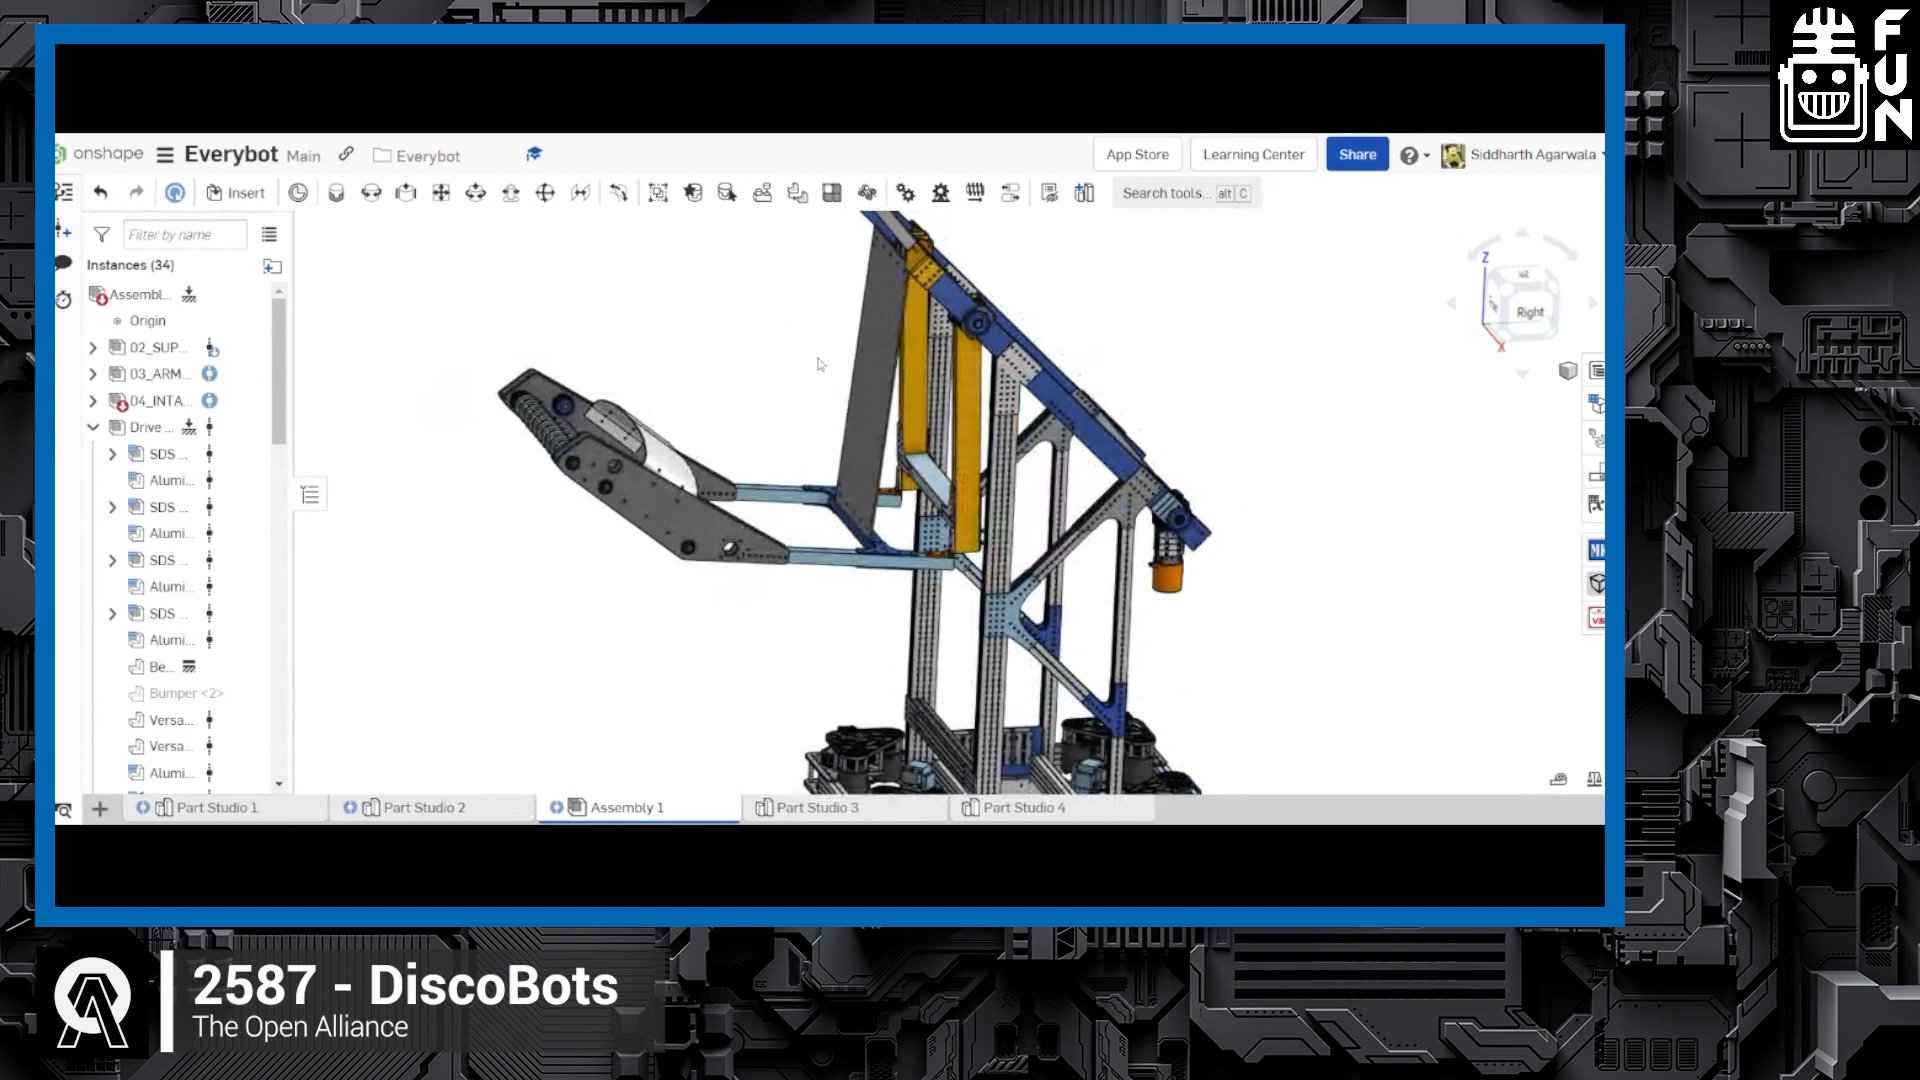 FUN
onshape Everybot Main Everybot App Store Learning Center Share Siddharth Agarwala
Insert Search tools... alt C
Filter by name
Instances (34)
Assembl...
Origin
02_SUP...
03_ARM...
04_INTA...
Drive ...
SDS ...
Alumi...
SDS ...
Alumi...
SDS ...
Alumi...
SDS ...
Alumi...
Be...
Bumper <2>
Versa...
Versa...
Alumi...
Z
Right
X
Part Studio 1 Part Studio 2 Assembly 1 Part Studio 3 Part Studio 4
2587 - DiscoBots
The Open Alliance